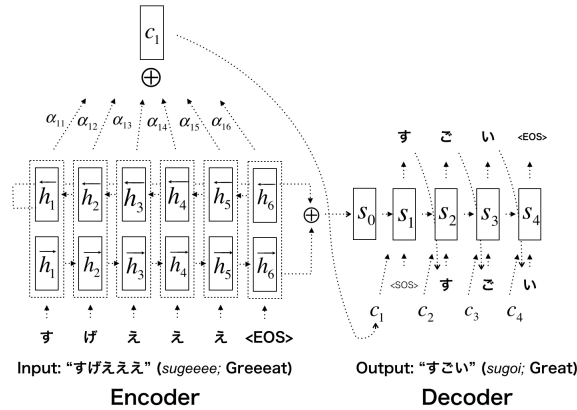 c₁
⊕
α₁₁ α₁₂ α₁₃ α₁₄ α₁₅ α₁₆
す ご い <EOS>
←h₁ ←h₂ ←h₃ ←h₄ ←h₅ ←h₆
⊕ s₀ s₁ s₂ s₃ s₄
→h₁ →h₂ →h₃ →h₄ →h₅ →h₆
<SOS> す ご い
c₁ c₂ c₃ c₄
す げ え え え <EOS>
Input: “すげえええ” (sugeeee; Greeeat)
Output: “すごい” (sugoi; Great)
Encoder
Decoder